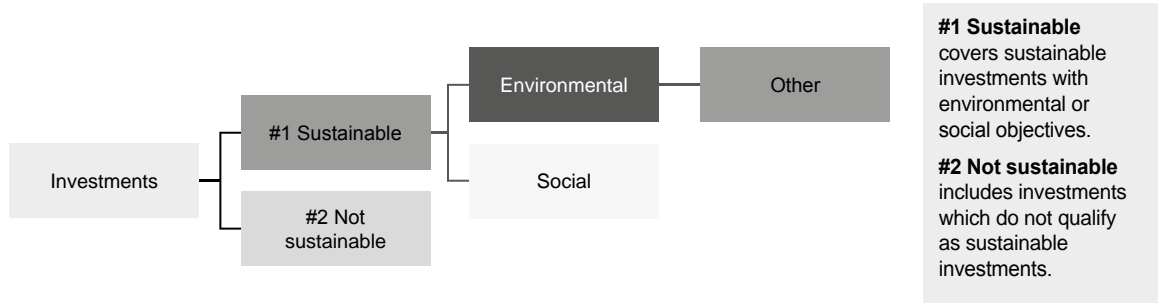 Investments
#1 Sustainable
#2 Not
sustainable
Environmental
Social
Other
#1 Sustainable
covers sustainable
investments with
environmental or
social objectives.
#2 Not sustainable
includes investments
which do not qualify
as sustainable
investments.